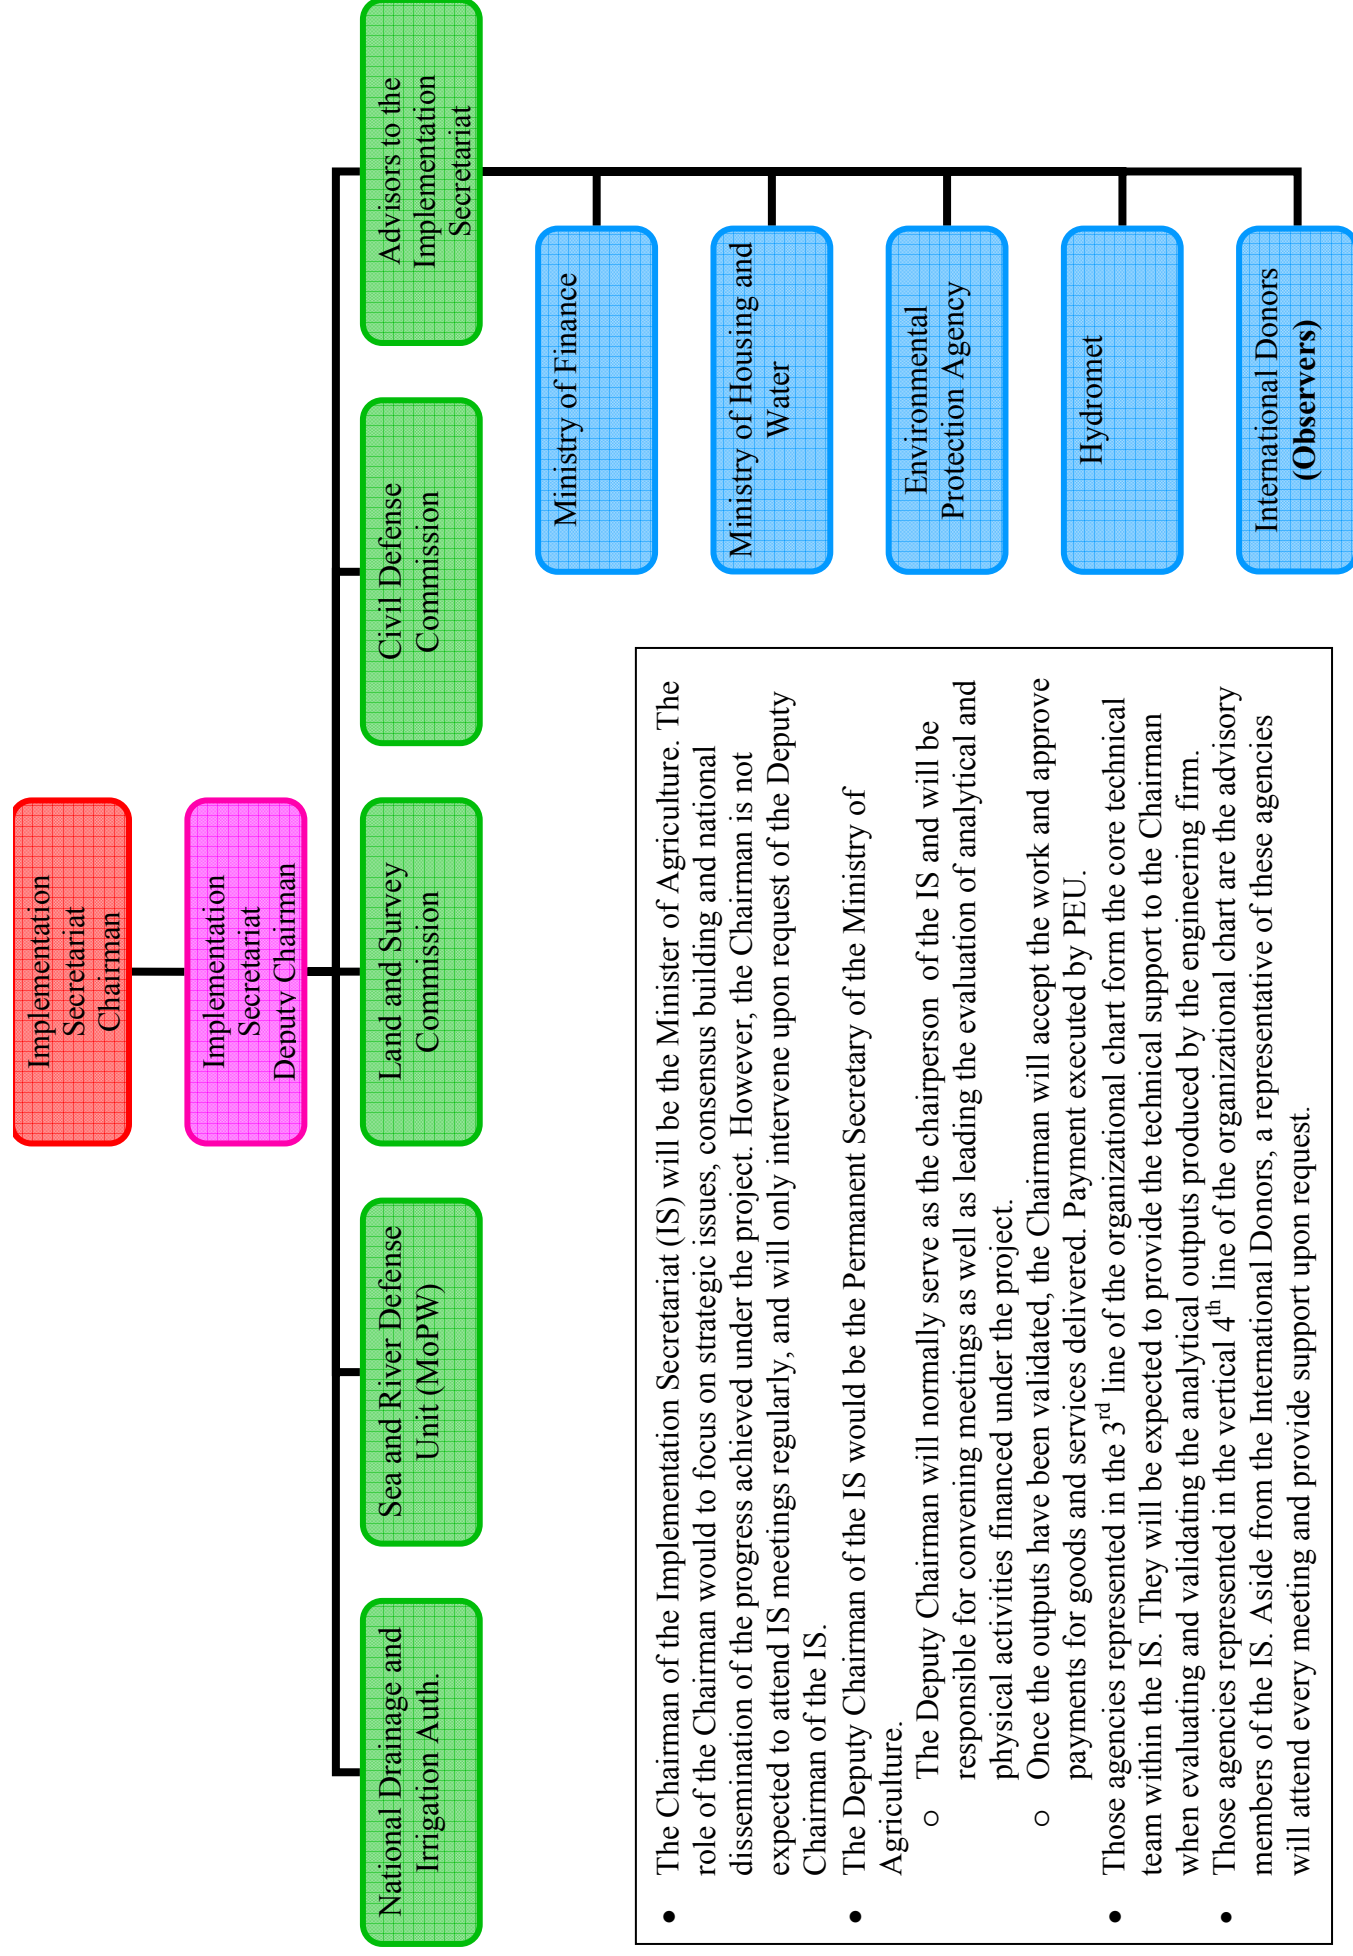 Implementation
Secretariat
Chairman
Implementation
Secretariat
Deputy Chairman
National Drainage and
Irrigation Auth.
Sea and River Defense
Unit (MoPW)
Land and Survey
Commission
Civil Defense
Commission
Advisors to the
Implementation
Secretariat
Ministry of Finance
Ministry of Housing and
Water
Environmental
Protection Agency
Hydromet
International Donors
(Observers)
• The Chairman of the Implementation Secretariat (IS) will be the Minister of Agriculture. The
role of the Chairman would to focus on strategic issues, consensus building and national
dissemination of the progress achieved under the project. However, the Chairman is not
expected to attend IS meetings regularly, and will only intervene upon request of the Deputy
Chairman of the IS.
• The Deputy Chairman of the IS would be the Permanent Secretary of the Ministry of
Agriculture.
o The Deputy Chairman will normally serve as the chairperson of the IS and will be
responsible for convening meetings as well as leading the evaluation of analytical and
physical activities financed under the project.
o Once the outputs have been validated, the Chairman will accept the work and approve
payments for goods and services delivered. Payment executed by PEU.
• Those agencies represented in the 3rd line of the organizational chart form the core technical
team within the IS. They will be expected to provide the technical support to the Chairman
when evaluating and validating the analytical outputs produced by the engineering firm.
• Those agencies represented in the vertical 4th line of the organizational chart are the advisory
members of the IS. Aside from the International Donors, a representative of these agencies
will attend every meeting and provide support upon request.